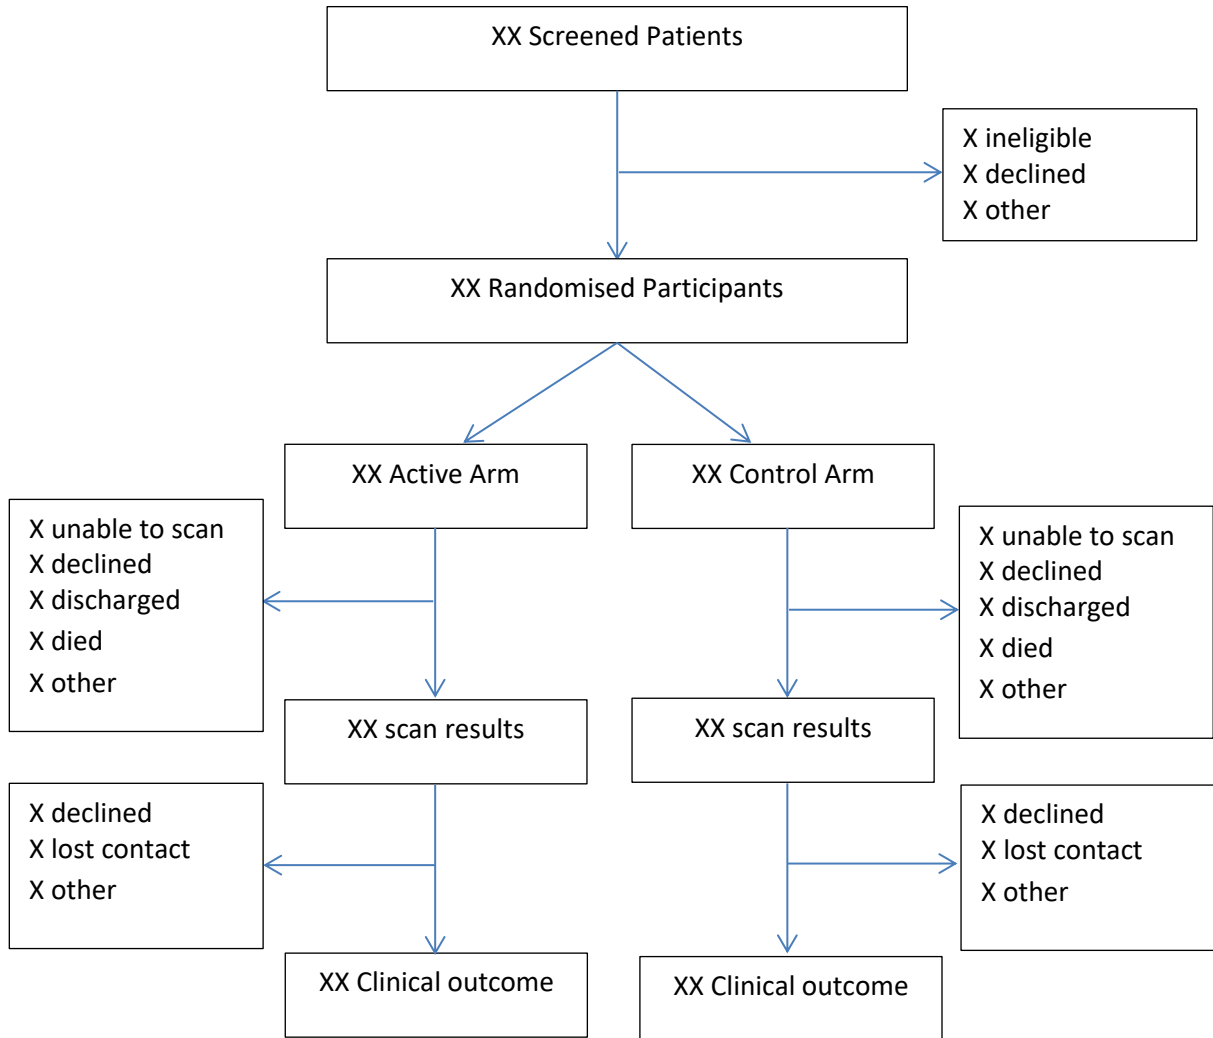 XX Screened Patients
X ineligible
X declined
X other
XX Randomised Participants
XX Active Arm
XX Control Arm
X unable to scan
X declined
X discharged
X died
X other
X unable to scan
X declined
X discharged
X died
X other
XX scan results
XX scan results
X declined
X lost contact
X other
X declined
X lost contact
X other
XX Clinical outcome
XX Clinical outcome